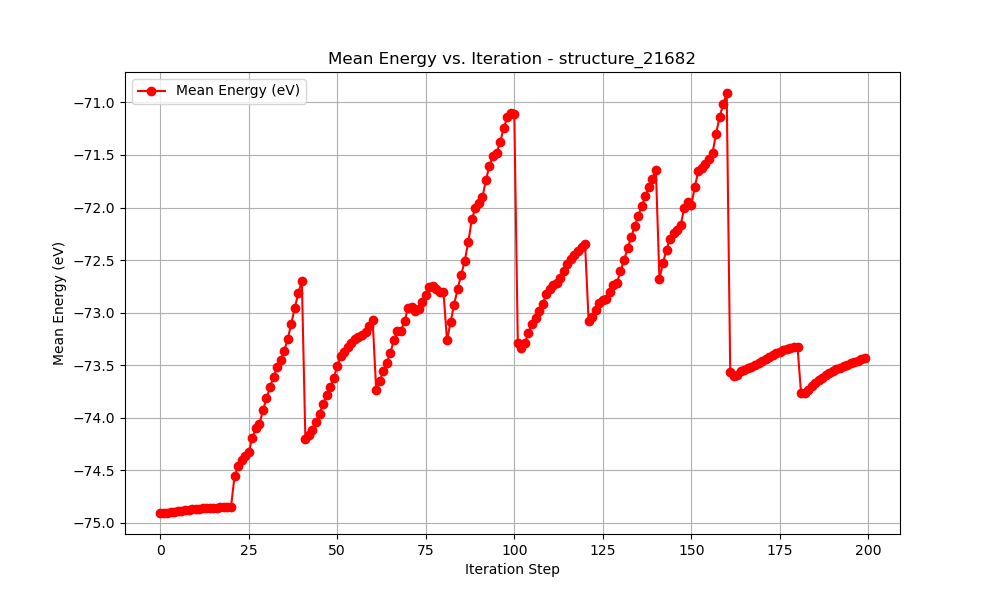 Mean Energy vs. Iteration - structure_21682
Mean Energy (eV)
−71.0
−71.5
−72.0
−72.5
−73.0
−73.5
−74.0
−74.5
−75.0
Mean Energy (eV)
0 25 50 75 100 125 150 175 200
Iteration Step